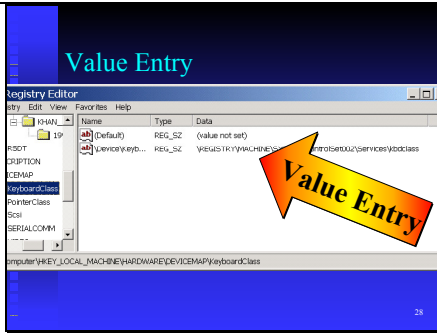 Value Entry
Registry Editor
stry Edit View Favorites Help
KHAN_
Name Type Data
(Default) REG_SZ (value not set)
\Device\Keyb... REG_SZ \REGISTRY\MACHINE\S ontrolSet002\Services\kbdclass
RSDT
CRIPTION
ICEMAP
KeyboardClass
PointerClass
Scsi
SERIALCOMM
Value Entry
omputer\HKEY_LOCAL_MACHINE\HARDWARE\DEVICEMAP\KeyboardClass
28